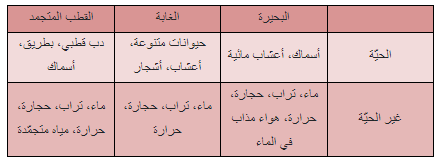 البحيرة
الغابة
القطب المتجمد
الحيّة
أسماك، أعشاب مائية
حيوانات متنوعة،
أعشاب، أشجار
دب قطبي، بطريق،
أسماك
غير الحيّة
ماء، تراب، حجارة،
حرارة، هواء مذاب
في الماء
ماء، تراب، حجارة،
حرارة
ماء، تراب، حجارة،
حرارة، مياه متجمّدة